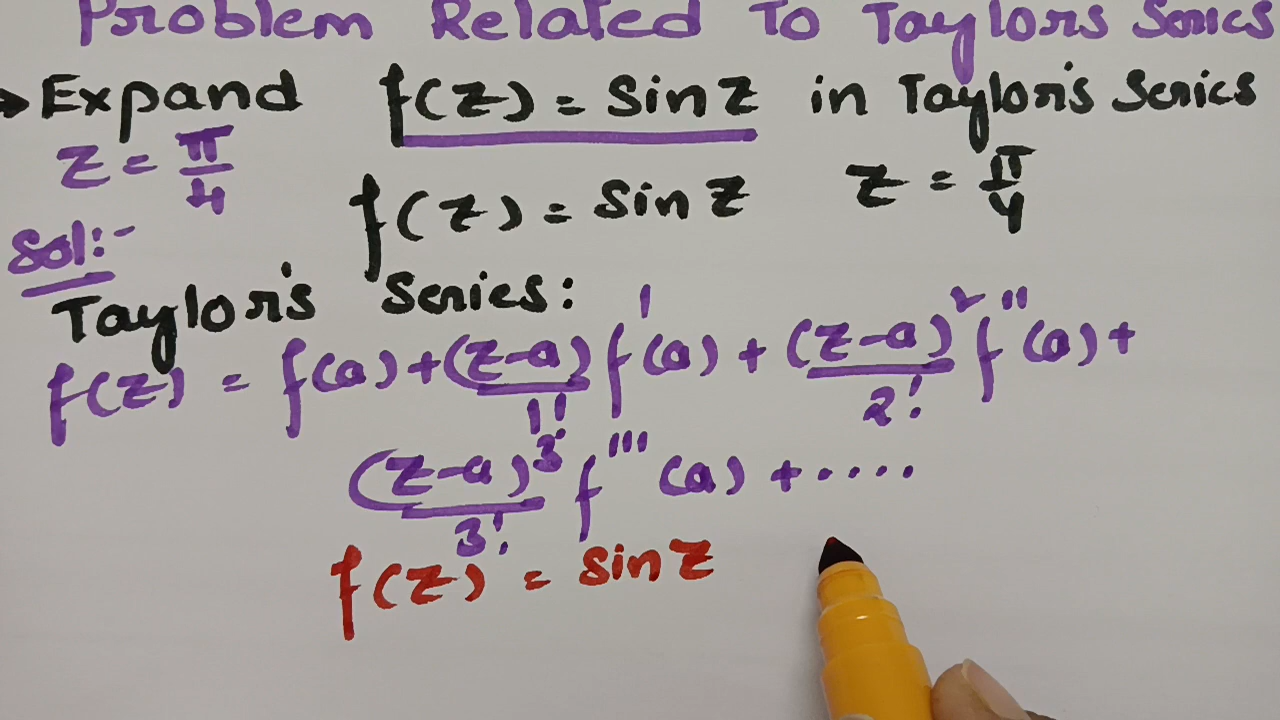 Problem Related To Taylors Series
→ Expand f(z) = Sin z in Taylor's Series
z = π/4
f(z) = Sin z z = π/4
Sol:-
Taylor's Series:
f(z) = f(a) + (z-a)/1! f'(a) + (z-a)²/2! f''(a) +
(z-a)³/3! f'''(a) + ....
f(z) = Sin z